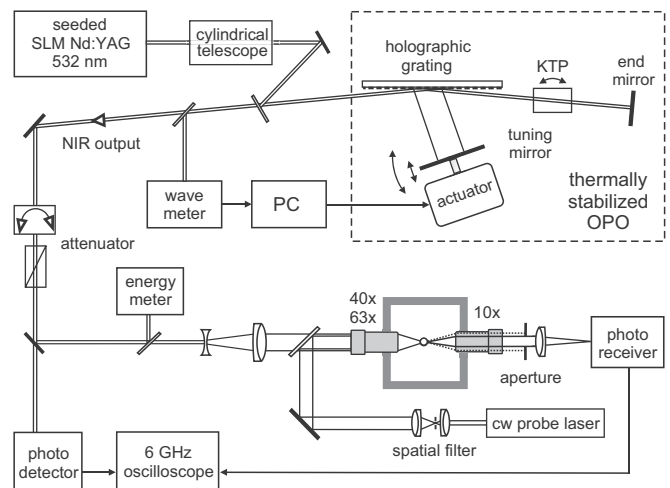 seeded
SLM Nd:YAG
532 nm
cylindrical
telescope
holographic
grating
KTP
end
mirror
NIR output
tuning
mirror
wave
meter
PC
actuator
thermally
stabilized
OPO
attenuator
energy
meter
40x
63x
10x
photo
receiver
aperture
cw probe laser
spatial filter
photo
detector
6 GHz
oscilloscope